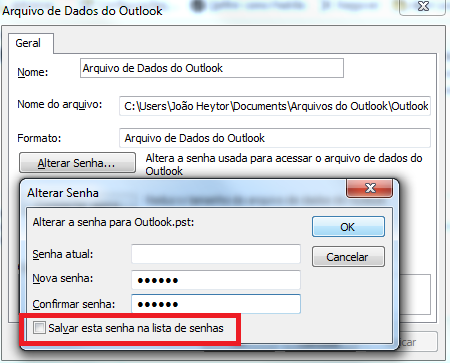 Arquivo de Dados do Outlook
Geral
Nome: Arquivo de Dados do Outlook
Nome do arquivo: C:\Users\João Heytor\Documents\Arquivos do Outlook\Outlook
Formato: Arquivo de Dados do Outlook
Alterar Senha... Altera a senha usada para acessar o arquivo de dados do
Outlook
Alterar Senha
Alterar a senha para Outlook.pst:
OK
Senha atual:
Cancelar
Nova senha: ••••••
Confirmar senha: ••••••
Salvar esta senha na lista de senhas